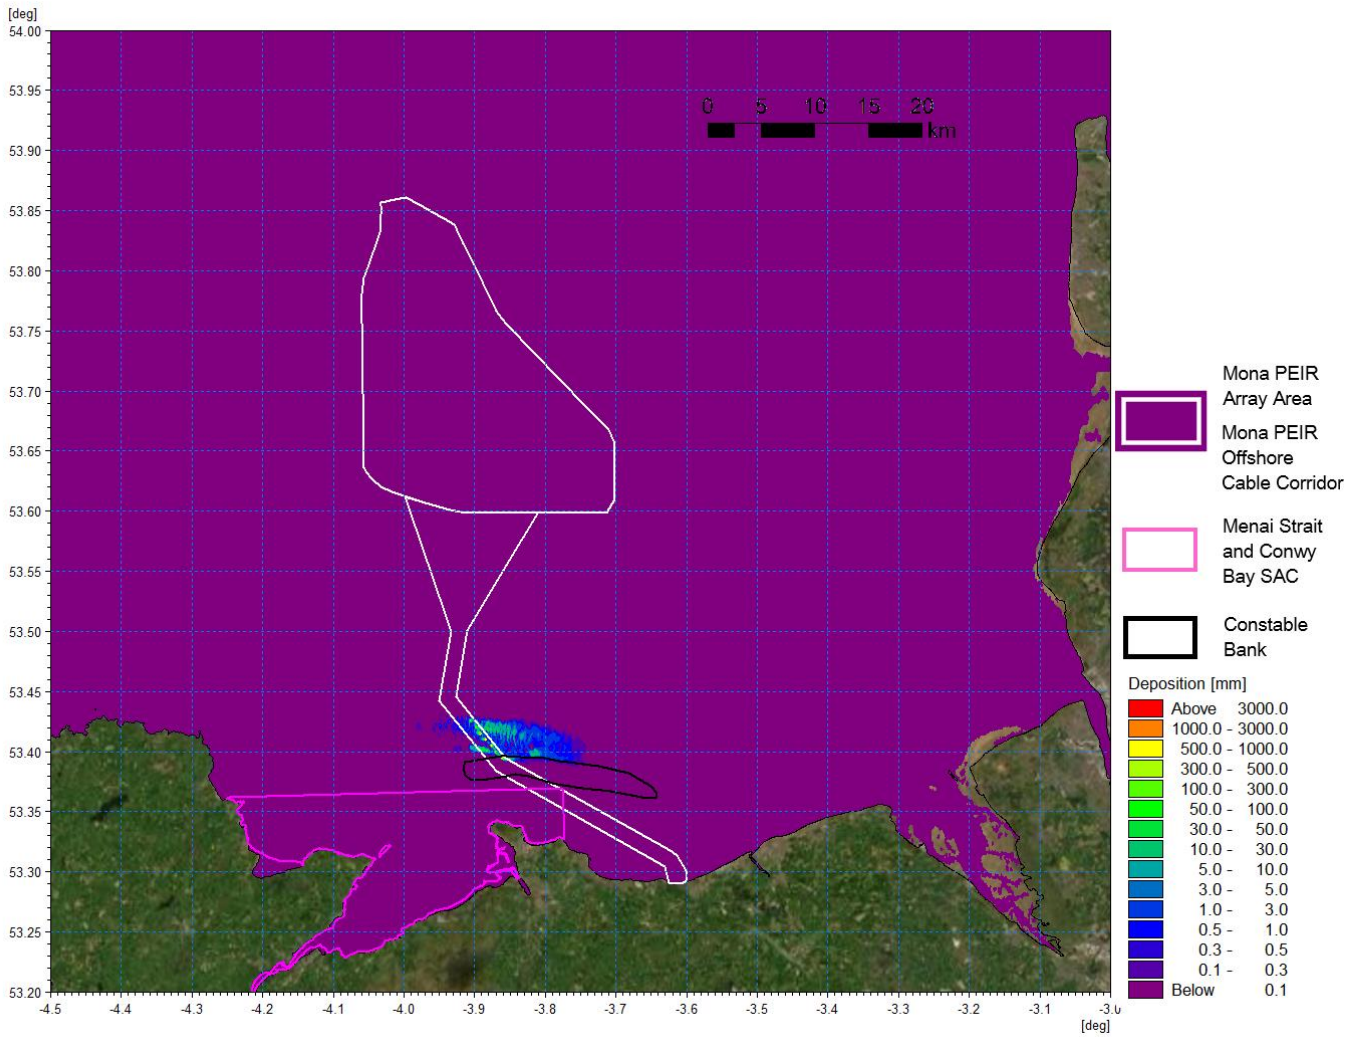 [deg]
54.00
53.95
53.90
53.85
53.80
53.75
53.70
53.65
53.60
53.55
53.50
53.45
53.40
53.35
53.30
53.25
53.20
-4.5 -4.4 -4.3 -4.2 -4.1 -4.0 -3.9 -3.8 -3.7 -3.6 -3.5 -3.4 -3.3 -3.2 -3.1 -3.0
[deg]
0 5 10 15 20
km
Mona PEIR
Array Area
Mona PEIR
Offshore
Cable Corridor
Menai Strait
and Conwy
Bay SAC
Constable
Bank
Deposition [mm]
Above 3000.0
1000.0 - 3000.0
500.0 - 1000.0
300.0 - 500.0
100.0 - 300.0
50.0 - 100.0
30.0 - 50.0
10.0 - 30.0
5.0 - 10.0
3.0 - 5.0
1.0 - 3.0
0.5 - 1.0
0.3 - 0.5
0.1 - 0.3
Below 0.1